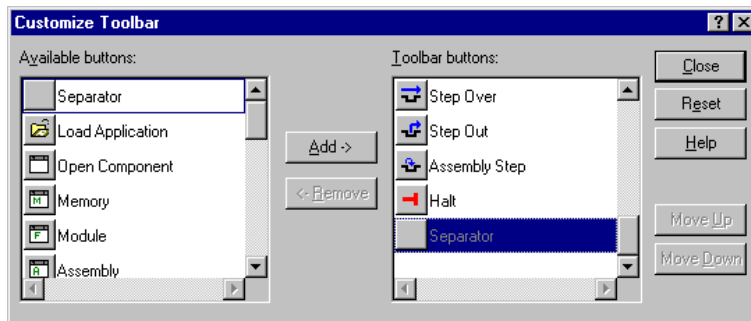 Customize Toolbar
Available buttons:
Separator
Load Application
Open Component
M Memory
F Module
A Assembly
Add ->
<- Remove
Toolbar buttons:
Step Over
Step Out
Assembly Step
Halt
Separator
Close
Reset
Help
Move Up
Move Down